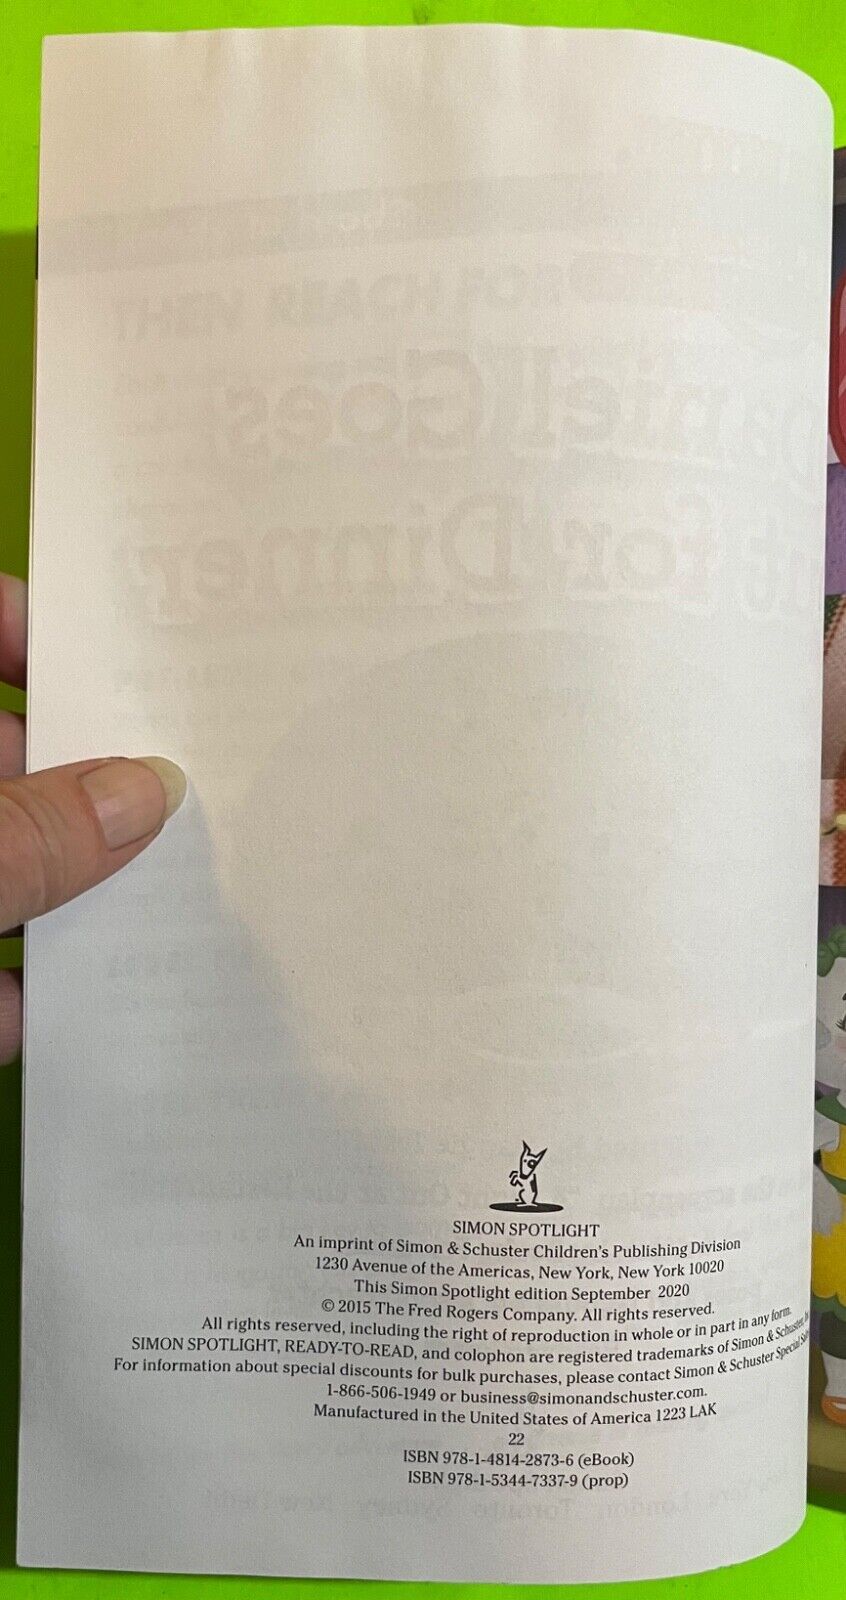 SIMON SPOTLIGHT
An imprint of Simon & Schuster Children's Publishing Division
1230 Avenue of the Americas, New York, New York 10020
This Simon Spotlight edition September 2020
© 2015 The Fred Rogers Company. All rights reserved.
All rights reserved, including the right of reproduction in whole or in part in any form.
SIMON SPOTLIGHT, READY-TO-READ, and colophon are registered trademarks of Simon & Schuster,
For information about special discounts for bulk purchases, please contact Simon & Schuster Special
1-866-506-1949 or business@simonandschuster.com.
Manufactured in the United States of America 1223 LAK
22
ISBN 978-1-4814-2873-6 (eBook)
ISBN 978-1-5344-7337-9 (prop)